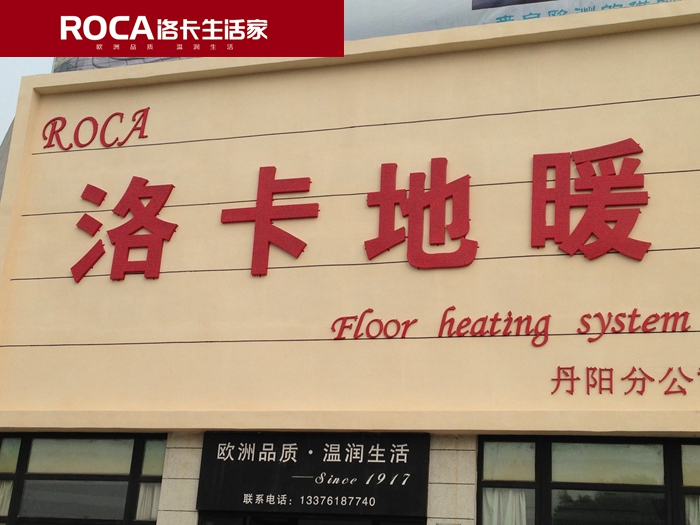 ROCA洛卡生活家
欧洲品质 温润生活
ROCA
洛卡地暖
Floor heating system
丹阳分公
欧洲品质·温润生活
—Since 1917
联系电话：13376187740